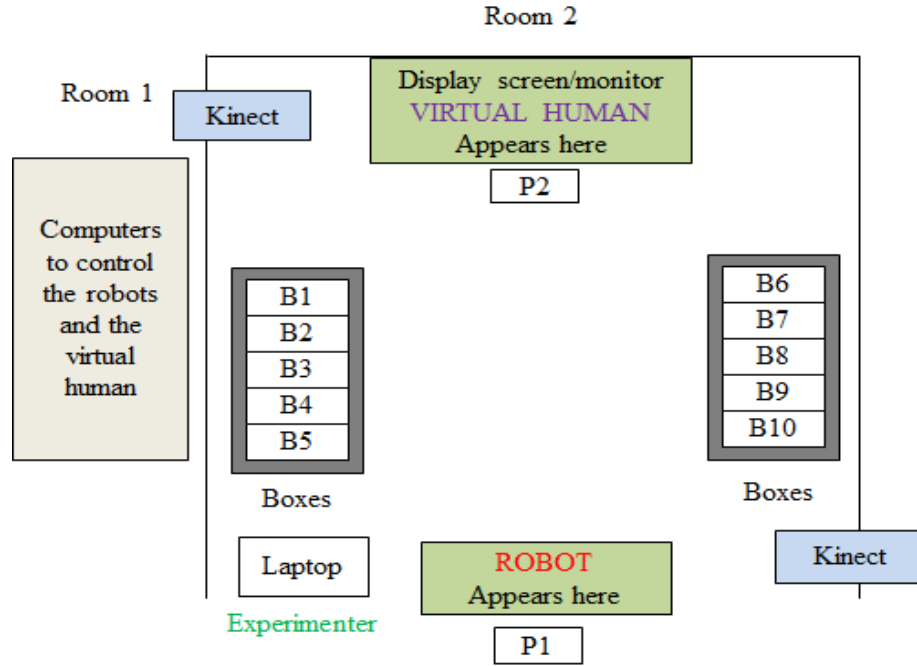 Room 2
Room 1
Kinect
Display screen/monitor
VIRTUAL HUMAN
Appears here
P2
Computers
to control
the robots
and the
virtual
human
B1
B2
B3
B4
B5
Boxes
B6
B7
B8
B9
B10
Boxes
Laptop
Experimenter
ROBOT
Appears here
P1
Kinect